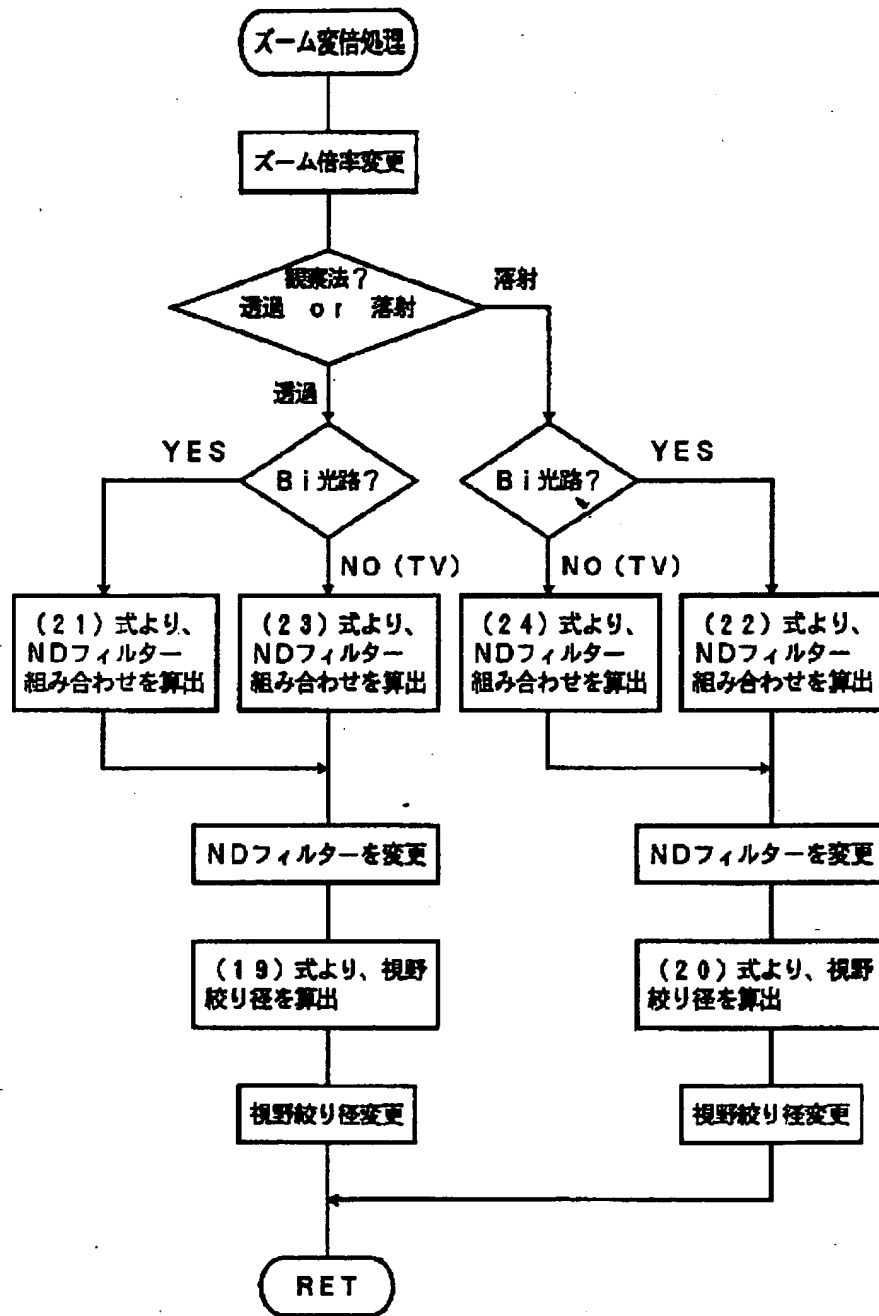 ズーム変倍処理
ズーム倍率変更
観察法？
透過 or 落射
落射
透過
YES
Bi光路？
Bi光路？
YES
NO(TV)
NO(TV)
(21)式より、
NDフィルター
組み合わせを算出
(23)式より、
NDフィルター
組み合わせを算出
(24)式より、
NDフィルター
組み合わせを算出
(22)式より、
NDフィルター
組み合わせを算出
NDフィルターを変更
NDフィルターを変更
(19)式より、視野
絞り径を算出
(20)式より、視野
絞り径を算出
視野絞り径変更
視野絞り径変更
RET